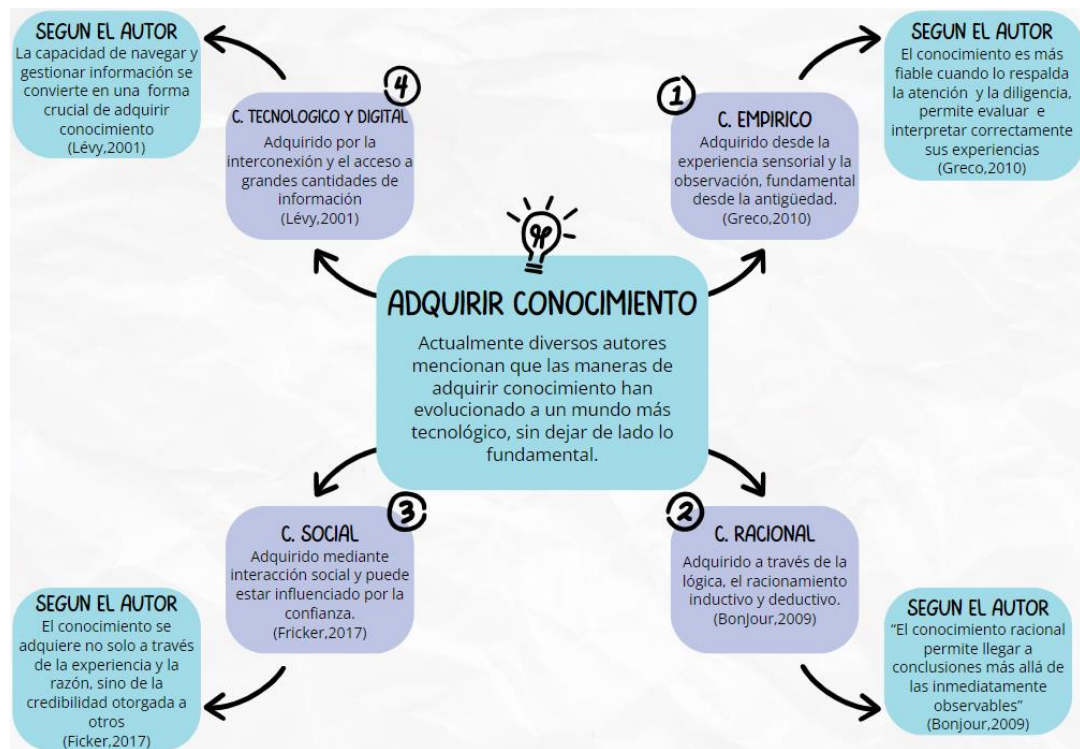 ADQUIRIR CONOCIMIENTO
Actualmente diversos autores
mencionan que las maneras de
adquirir conocimiento han
evolucionado a un mundo más
tecnológico, sin dejar de lado lo
fundamental.
1
C. EMPIRICO
Adquirido desde la
experiencia sensorial y la
observación, fundamental
desde la antigüedad.
(Greco,2010)
SEGUN EL AUTOR
El conocimiento es más
fiable cuando lo respalda
la atención y la diligencia,
permite evaluar e
interpretar correctamente
sus experiencias
(Greco,2010)
2
C. RACIONAL
Adquirido a través de la
lógica, el racionamiento
inductivo y deductivo.
(BonJour,2009)
SEGUN EL AUTOR
“El conocimiento racional
permite llegar a
conclusiones más allá de
las inmediatamente
observables”
(Bonjour,2009)
3
C. SOCIAL
Adquirido mediante
interacción social y puede
estar influenciado por la
confianza.
(Fricker,2017)
SEGUN EL AUTOR
El conocimiento se
adquiere no solo a través
de la experiencia y la
razón, sino de la
credibilidad otorgada a
otros
(Ficker,2017)
4
C. TECNOLOGICO Y DIGITAL
Adquirido por la
interconexión y el acceso a
grandes cantidades de
información
(Lévy,2001)
SEGUN EL AUTOR
La capacidad de navegar y
gestionar información se
convierte en una forma
crucial de adquirir
conocimiento
(Lévy,2001)